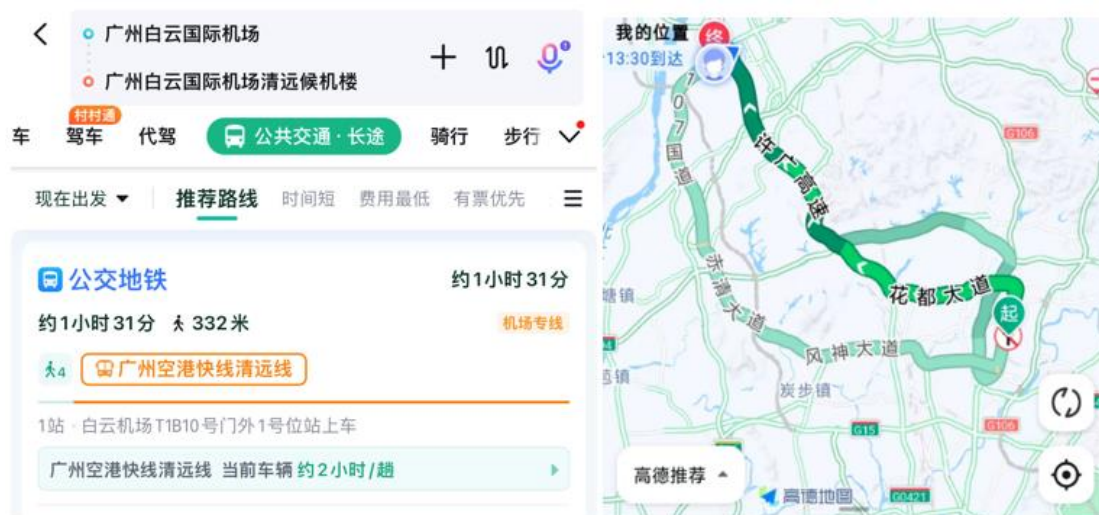 广州白云国际机场
广州白云国际机场清远候机楼
车
村村通
驾车
代驾
公共交通·长途
骑行
步行
现在出发
推荐路线
时间短
费用最低
有票优先
公交地铁
约1小时31分
约1小时31分 332米
机场专线
4
广州空港快线清远线
1站·白云机场T1B10号门外1号位站上车
广州空港快线清远线 当前车辆 约2小时/趟
我的位置
终
13:30到达
107国道
许广高速
G106
花都大道
起
赤清大道
风神大道
炭步镇
G15
G106
高德推荐
高德地图
G0421